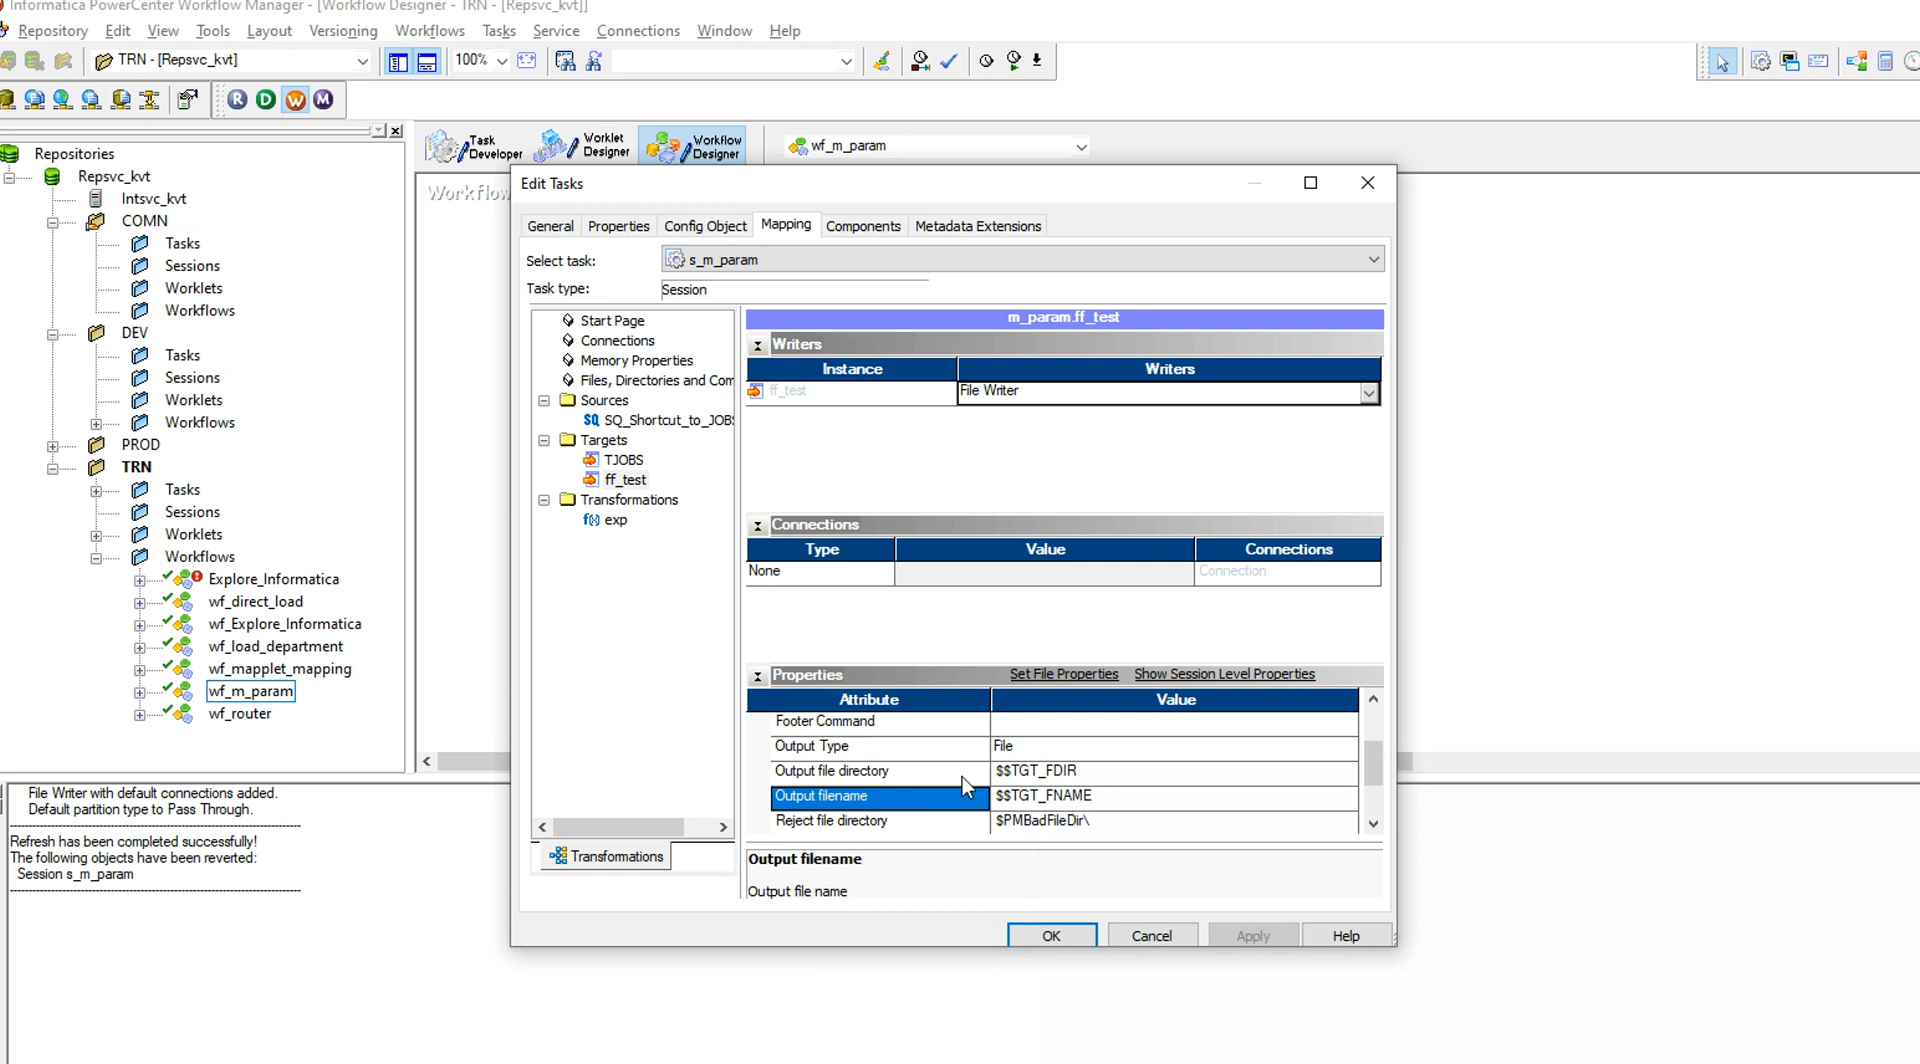 Informatica PowerCenter Workflow Manager - [Workflow Designer - TRN - [Repsvc_kvt]]
Repository Edit View Tools Layout Versioning Workflows Tasks Service Connections Window Help
TRN - [Repsvc_kvt] 100%
R D W M
Repositories
Repsvc_kvt
Intsvc_kvt
COMN
Tasks
Sessions
Worklets
Workflows
DEV
Tasks
Sessions
Worklets
Workflows
PROD
TRN
Tasks
Sessions
Worklets
Workflows
Explore_Informatica
wf_direct_load
wf_Explore_Informatica
wf_load_department
wf_mapplet_mapping
wf_m_param
wf_router
Task Developer
Worklet Designer
Workflow Designer
wf_m_param
Workflow
Edit Tasks
General Properties Config Object Mapping Components Metadata Extensions
Select task: s_m_param
Task type: Session
Start Page
Connections
Memory Properties
Files, Directories and Com
Sources
SQ_Shortcut_to_JOBS
Targets
TJOBS
ff_test
Transformations
f(x) exp
Transformations
m_param.ff_test
Writers
Instance Writers
ff_test File Writer
Connections
Type Value Connections
None Connection
Properties Set File Properties Show Session Level Properties
Attribute Value
Footer Command
Output Type File
Output file directory $$TGT_FDIR
Output filename $$TGT_FNAME
Reject file directory $PMBadFileDir\
Output filename
Output file name
OK Cancel Apply Help
File Writer with default connections added.
Default partition type to Pass Through.
Refresh has been completed successfully!
The following objects have been reverted:
Session s_m_param